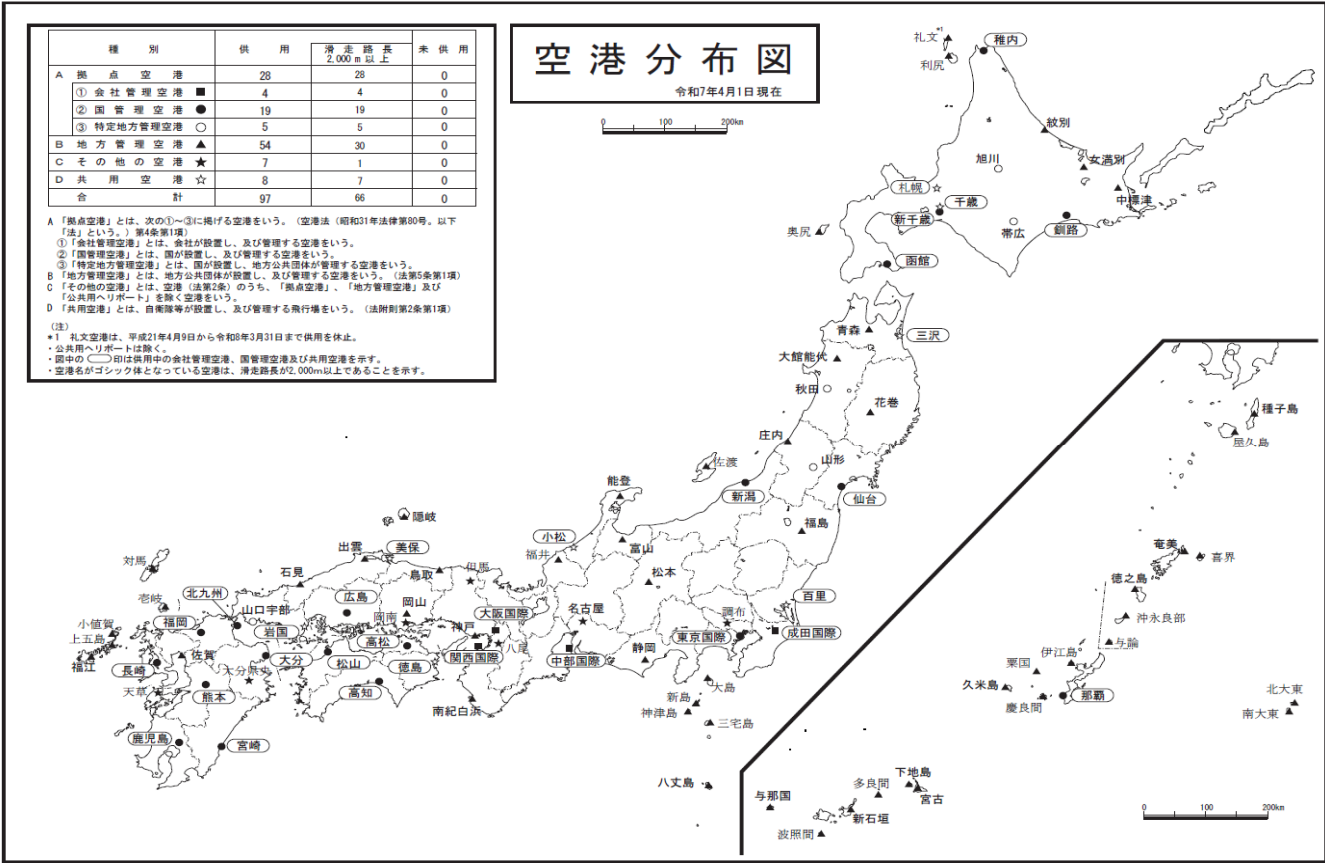 空港分布図
令和7年4月1日現在
種別 供用 滑走路長2,000m以上 未供用
A 拠点空港 28 28 0
①会社管理空港 ■ 4 4 0
②国管理空港 ● 19 19 0
③特定地方管理空港 ○ 5 5 0
B 地方管理空港 ▲ 54 30 0
C その他の空港 ★ 7 1 0
D 共用空港 ☆ 8 7 0
合計 97 66 0
A 「拠点空港」とは、次の①～③に掲げる空港をいう。（空港法（昭和31年法律第80号。以下
「法」という。）第4条第1項）
①「会社管理空港」とは、会社が設置し、及び管理する空港をいう。
②「国管理空港」とは、国が設置し、及び管理する空港をいう。
③「特定地方管理空港」とは、国が設置し、地方公共団体が管理する空港をいう。
B 「地方管理空港」とは、地方公共団体が設置し、及び管理する空港をいう。（法第5条第1項）
C 「その他の空港」とは、空港（法第2条）のうち、「拠点空港」、「地方管理空港」及び
「公共用ヘリポート」を除く空港をいう。
D 「共用空港」とは、自衛隊等が設置し、及び管理する飛行場をいう。（法附則第2条第1項）
（注）
*1 礼文空港は、平成21年4月9日から令和8年3月31日まで供用を休止。
・公共用ヘリポートは除く。
・図中の 印は供用中の会社管理空港、国管理空港及び共用空港を示す。
・空港名がゴシック体となっている空港は、滑走路長が2,000m以上であることを示す。
0 100 200km
礼文 *1
稚内
利尻
紋別
旭川
女満別
札幌
中標津
千歳
新千歳
帯広
釧路
奥尻
函館
青森
三沢
大館能代
秋田
花巻
庄内
山形
佐渡
新潟
仙台
能登
福島
小松
福井
富山
松本
隠岐
出雲
美保
石見
鳥取
但馬
対馬
壱岐
北九州
山口宇部
広島
岡山
岡南
大阪国際
名古屋
百里
調布
小値賀
上五島
福岡
岩国
高松
神戸
八尾
東京国際
成田国際
福江
長崎
佐賀
大分
松山
徳島
関西国際
中部国際
静岡
天草
熊本
大分県央
高知
南紀白浜
大島
新島
神津島
三宅島
鹿児島
宮崎
八丈島
種子島
屋久島
奄美
喜界
徳之島
沖永良部
与論
伊江島
粟国
久米島
慶良間
那覇
北大東
南大東
下地島
多良間
宮古
与那国
新石垣
波照間
0 100 200km